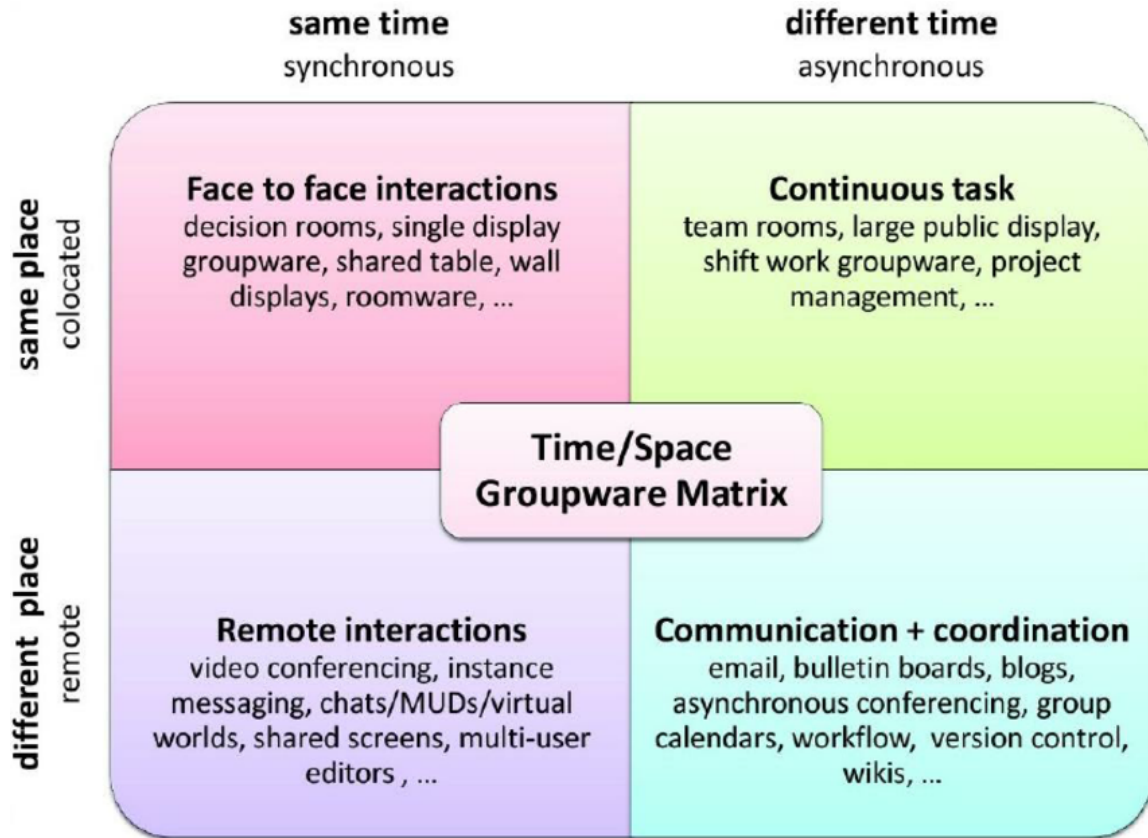 same time
synchronous
different time
asynchronous
same place
colocated
Face to face interactions
decision rooms, single display
groupware, shared table, wall
displays, roomware, ...
Continuous task
team rooms, large public display,
shift work groupware, project
management, ...
Time/Space
Groupware Matrix
different place
remote
Remote interactions
video conferencing, instance
messaging, chats/MUDs/virtual
worlds, shared screens, multi-user
editors , ...
Communication + coordination
email, bulletin boards, blogs,
asynchronous conferencing, group
calendars, workflow, version control,
wikis, ...